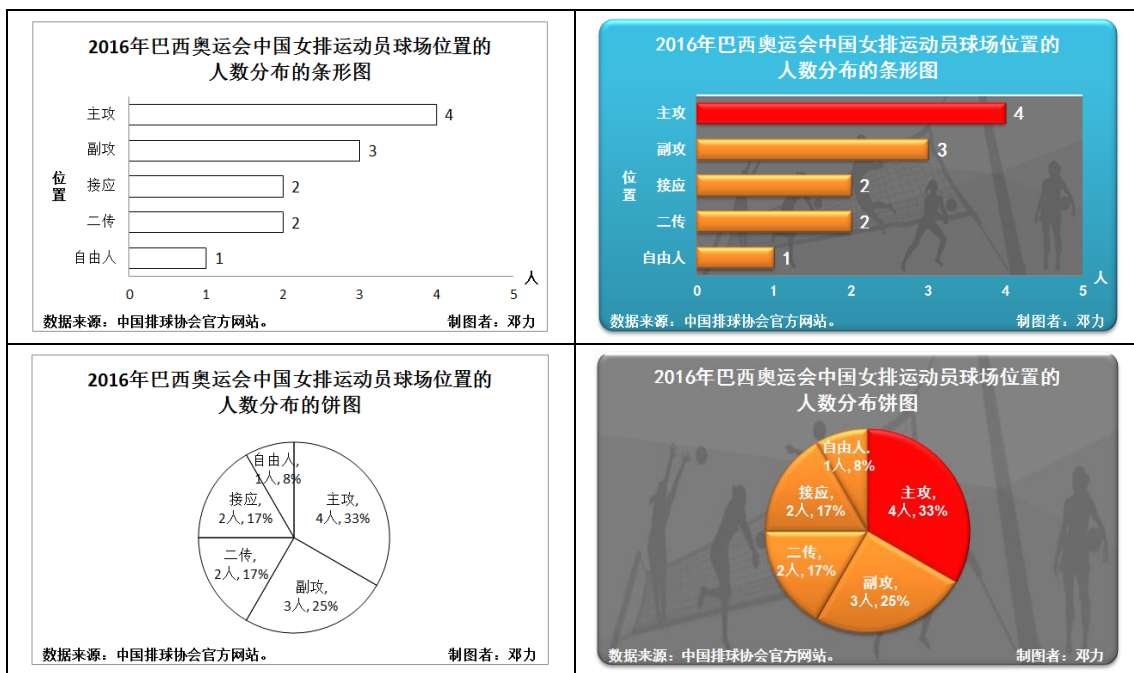 2016年巴西奥运会中国女排运动员球场位置的
人数分布的条形图
主攻
4
副攻
3
位置
接应
2
二传
2
自由人
1
人
0 1 2 3 4 5
数据来源：中国排球协会官方网站。 制图者：邓力
2016年巴西奥运会中国女排运动员球场位置的
人数分布的条形图
主攻
4
副攻
3
位置
接应
2
二传
2
自由人
1
人
0 1 2 3 4 5
数据来源：中国排球协会官方网站。 制图者：邓力
2016年巴西奥运会中国女排运动员球场位置的
人数分布的饼图
自由人,
1人,8%
接应,
2人,17%
主攻,
4人,33%
二传,
2人,17%
副攻,
3人,25%
数据来源：中国排球协会官方网站。 制图者：邓力
2016年巴西奥运会中国女排运动员球场位置的
人数分布饼图
自由人,
1人,8%
接应,
2人,17%
主攻,
4人,33%
二传,
2人,17%
副攻,
3人,25%
数据来源：中国排球协会官方网站。 制图者：邓力